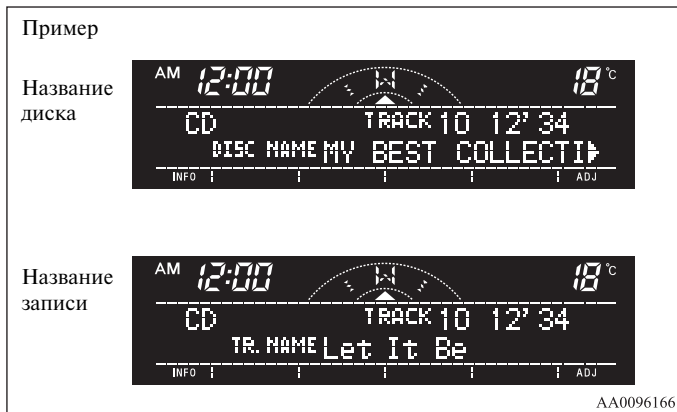 Пример
Название диска
AM 12:00 W 18 °C
CD TRACK 10 12' 34
DISC NAME MY BEST COLLECTI
INFO ADJ
Название записи
AM 12:00 W 18 °C
CD TRACK 10 12' 34
TR. NAME Let It Be
INFO ADJ
AA0096166